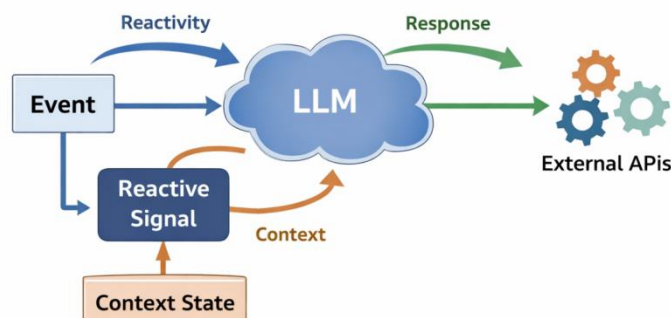 Reactivity
Response
Event
LLM
External APis
Reactive
Signal
Context
Context State